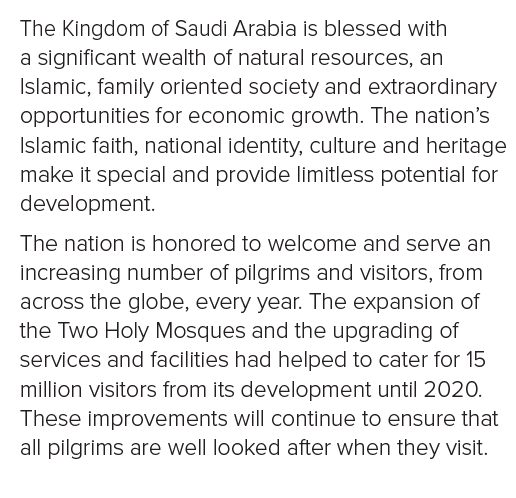 The Kingdom of Saudi Arabia is blessed with
a significant wealth of natural resources, an
Islamic, family oriented society and extraordinary
opportunities for economic growth. The nation’s
Islamic faith, national identity, culture and heritage
make it special and provide limitless potential for
development.
The nation is honored to welcome and serve an
increasing number of pilgrims and visitors, from
across the globe, every year. The expansion of
the Two Holy Mosques and the upgrading of
services and facilities had helped to cater for 15
million visitors from its development until 2020.
These improvements will continue to ensure that
all pilgrims are well looked after when they visit.